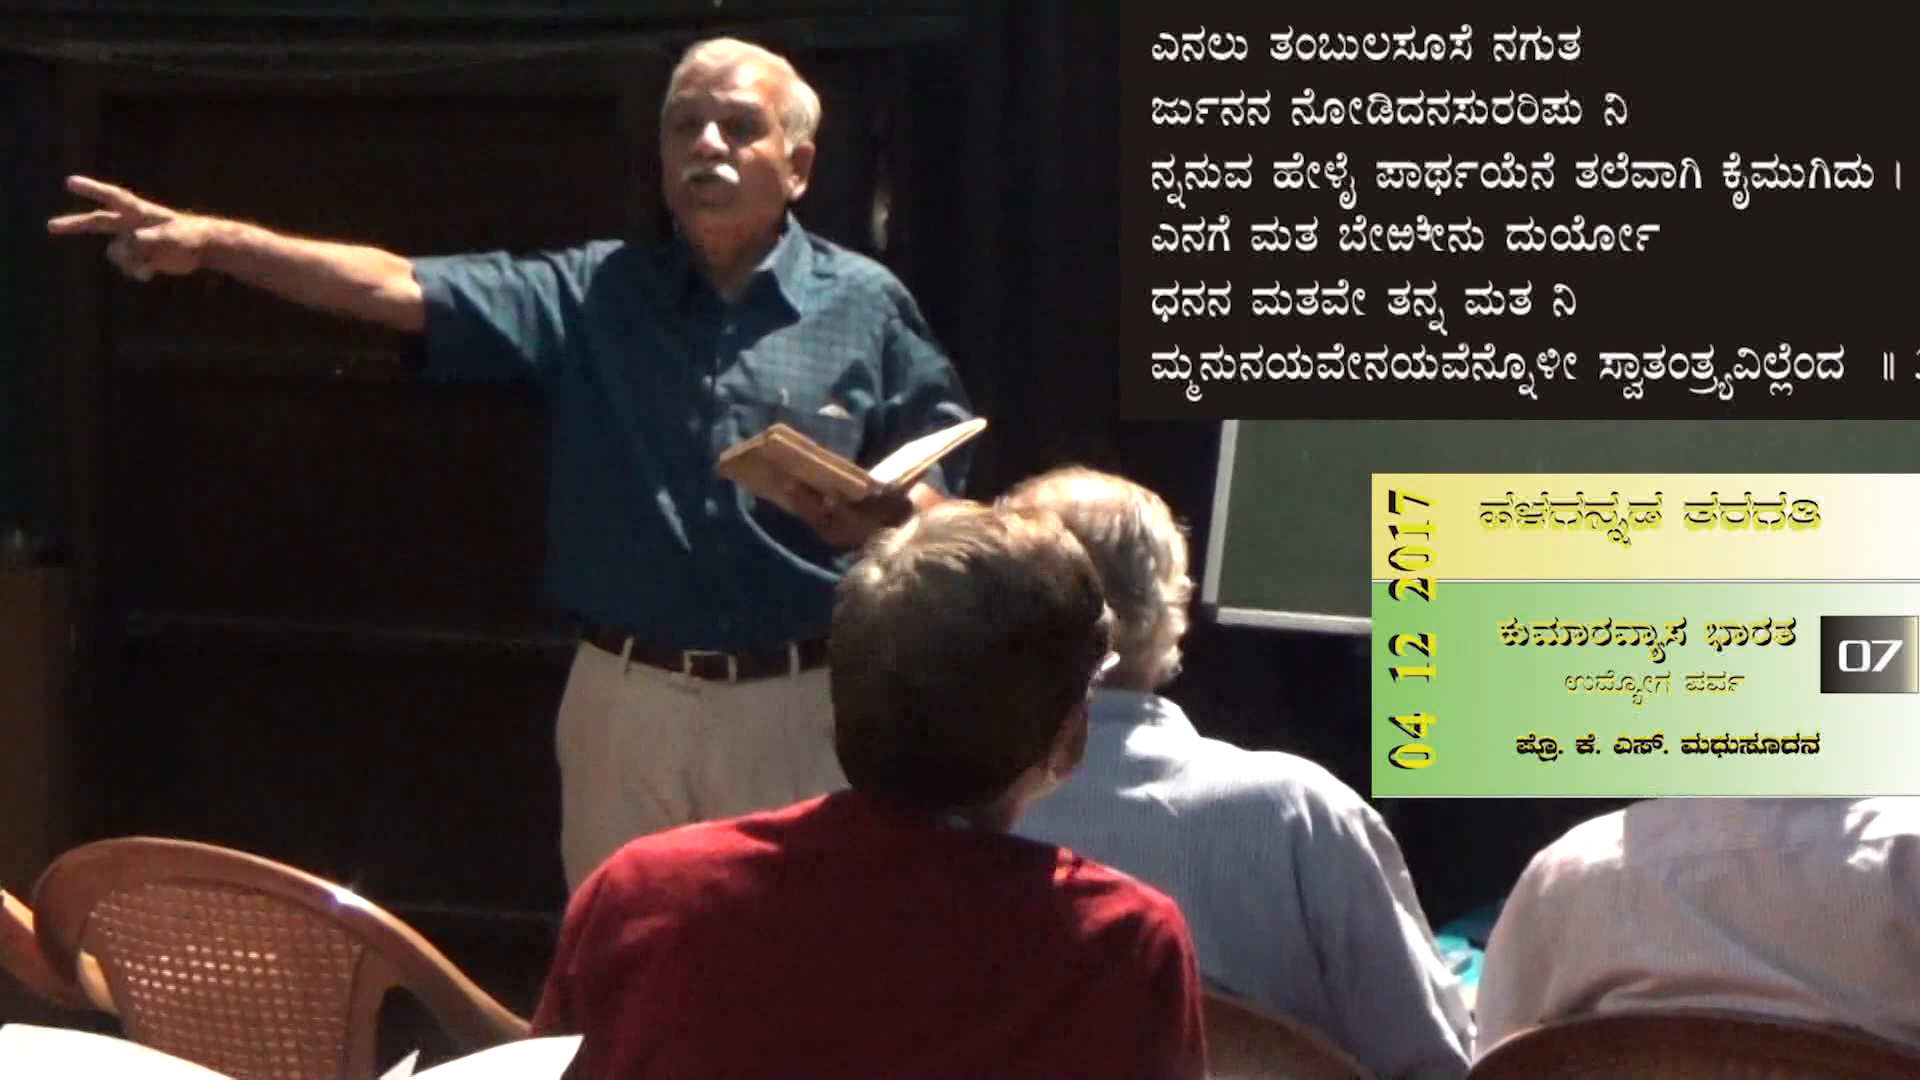 ಎನಲು ತಂಬುಲಸೂಸೆ ನಗುತ
ರ್ಜುನನ ನೋಡಿದನಸುರರಿಪು ನಿ
ನ್ನನುವ ಹೇಳೈ ಪಾರ್ಥಯೆನೆ ತಲೆವಾಗಿ ಕೈಮುಗಿದು ।
ಎನಗೆ ಮತ ಬೇಱೇನು ದುರ್ಯೋ
ಧನನ ಮತವೇ ತನ್ನ ಮತ ನಿ
ಮ್ಮನುನಯವೇನಯವೆನ್ನೊಳೀ ಸ್ವಾತಂತ್ರ್ಯವಿಲ್ಲೆಂದ ॥
04 12 2017
ಹಳಗನ್ನಡ ತರಗತಿ
ಕುಮಾರವ್ಯಾಸ ಭಾರತ
07
ಉದ್ಯೋಗ ಪರ್ವ
ಪ್ರೊ. ಕೆ. ಎಸ್. ಮಧುಸೂದನ